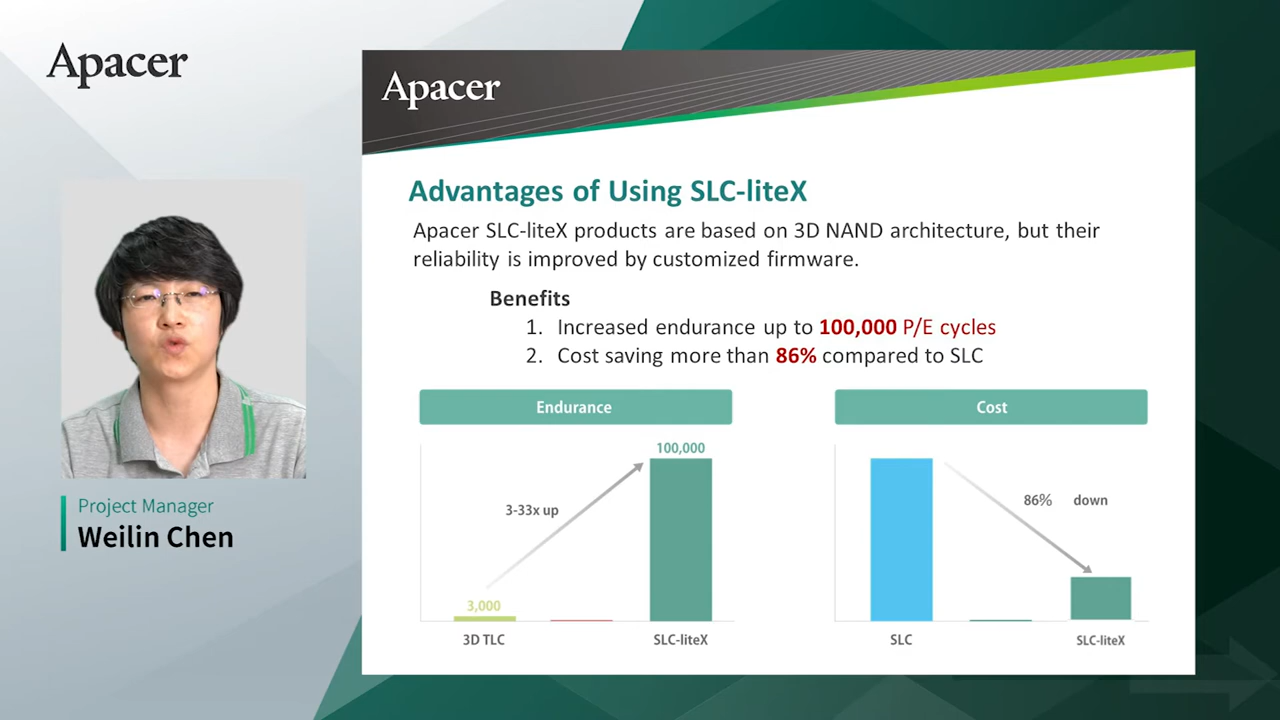 Apacer
Apacer
Advantages of Using SLC-liteX
Apacer SLC-liteX products are based on 3D NAND architecture, but their
reliability is improved by customized firmware.
Benefits
1. Increased endurance up to 100,000 P/E cycles
2. Cost saving more than 86% compared to SLC
Endurance
100,000
3-33x up
3,000
3D TLC
SLC-liteX
Cost
86% down
SLC
SLC-liteX
Project Manager
Weilin Chen